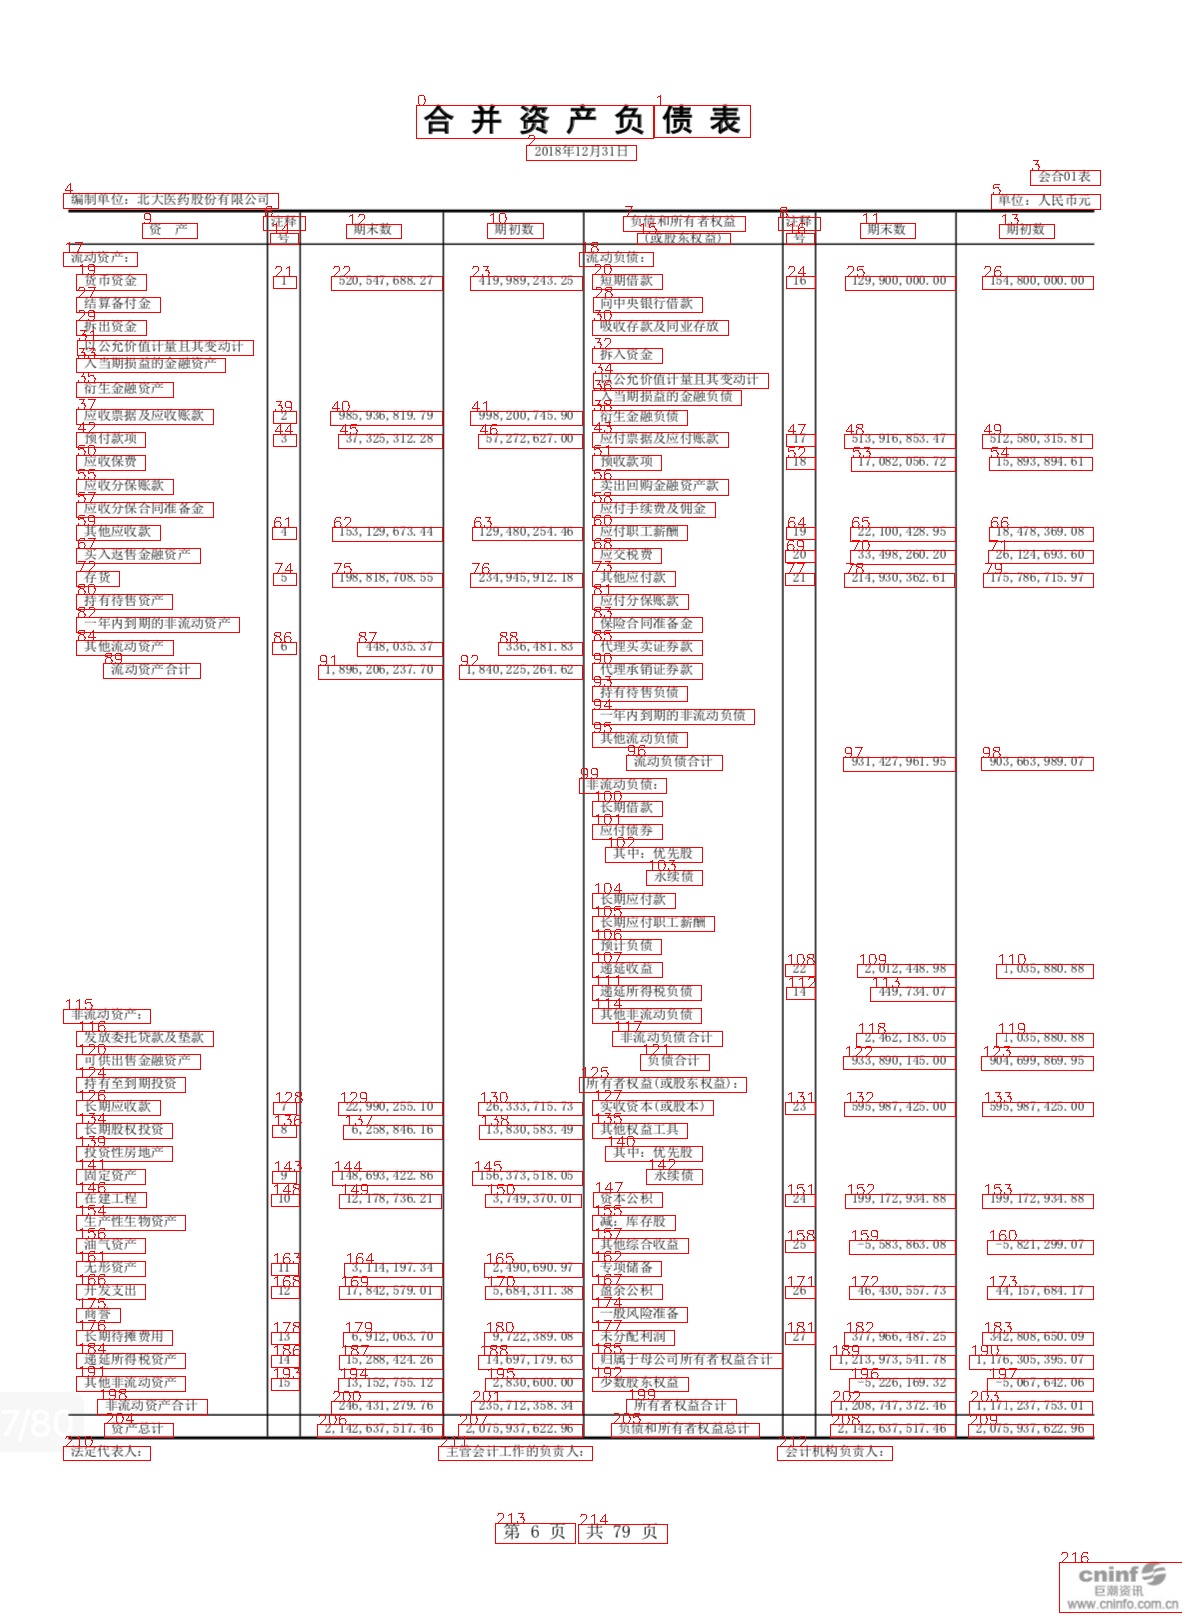 合并资产负债表
2018年12月31日
会合01表
编制单位：北大医药股份有限公司 单位：人民币元
资 产 注释号 期末数 期初数 负债和所有者权益（或股东权益） 注释号 期末数 期初数
流动资产： 流动负债：
货币资金 1 520,547,688.27 419,989,243.25 短期借款 16 129,900,000.00 154,800,000.00
结算备付金 向中央银行借款
拆出资金 吸收存款及同业存放
以公允价值计量且其变动计
入当期损益的金融资产 拆入资金
衍生金融资产 以公允价值计量且其变动计
入当期损益的金融负债
应收票据及应收账款 2 985,936,819.79 998,200,745.90 衍生金融负债
预付款项 3 37,325,312.28 57,272,627.00 应付票据及应付账款 17 513,916,853.47 512,580,315.81
应收保费 预收款项 18 17,082,056.72 15,893,894.61
应收分保账款 卖出回购金融资产款
应收分保合同准备金 应付手续费及佣金
其他应收款 4 153,129,673.44 129,480,254.46 应付职工薪酬 19 22,100,428.95 18,478,369.08
买入返售金融资产 应交税费 20 33,498,260.20 26,124,693.60
存货 5 198,818,708.55 234,945,912.18 其他应付款 21 214,930,362.61 175,786,715.97
持有待售资产 应付分保账款
一年内到期的非流动资产 保险合同准备金
其他流动资产 6 448,035.37 336,481.83 代理买卖证券款
流动资产合计 1,896,206,237.70 1,840,225,264.62 代理承销证券款
持有待售负债
一年内到期的非流动负债
其他流动负债
流动负债合计 931,427,961.95 903,663,989.07
非流动负债：
长期借款
应付债券
其中：优先股
永续债
长期应付款
长期应付职工薪酬
预计负债
递延收益 22 2,012,448.98 1,035,880.88
递延所得税负债 14 449,734.07
非流动资产： 其他非流动负债
发放委托贷款及垫款 非流动负债合计 2,462,183.05 1,035,880.88
可供出售金融资产 负债合计 933,890,145.00 904,699,869.95
持有至到期投资 所有者权益(或股东权益)：
长期应收款 7 22,990,255.10 26,333,715.73 实收资本(或股本) 23 595,987,425.00 595,987,425.00
长期股权投资 8 6,258,846.16 13,830,583.49 其他权益工具
投资性房地产 其中：优先股
固定资产 9 148,693,422.86 156,373,518.05 永续债
在建工程 10 12,178,736.21 3,749,370.01 资本公积 24 199,172,934.88 199,172,934.88
生产性生物资产 减：库存股
油气资产 其他综合收益 25 -5,583,863.08 -5,821,299.07
无形资产 11 3,114,197.34 2,490,690.97 专项储备
开发支出 12 17,842,579.01 5,684,311.38 盈余公积 26 46,430,557.73 44,157,684.17
商誉 一般风险准备
长期待摊费用 13 6,912,063.70 9,722,389.08 未分配利润 27 377,966,487.25 342,808,650.09
递延所得税资产 14 15,288,424.26 14,697,179.63 归属于母公司所有者权益合计 1,213,973,541.78 1,176,305,395.07
其他非流动资产 15 13,152,755.12 2,830,600.00 少数股东权益 -5,226,169.32 -5,067,642.06
非流动资产合计 246,431,279.76 235,712,358.34 所有者权益合计 1,208,747,372.46 1,171,237,753.01
资产总计 2,142,637,517.46 2,075,937,622.96 负债和所有者权益总计 2,142,637,517.46 2,075,937,622.96
法定代表人： 主管会计工作的负责人： 会计机构负责人：
7/80
第 6 页 共 79 页
cninf
巨潮资讯
www.cninfo.com.cn